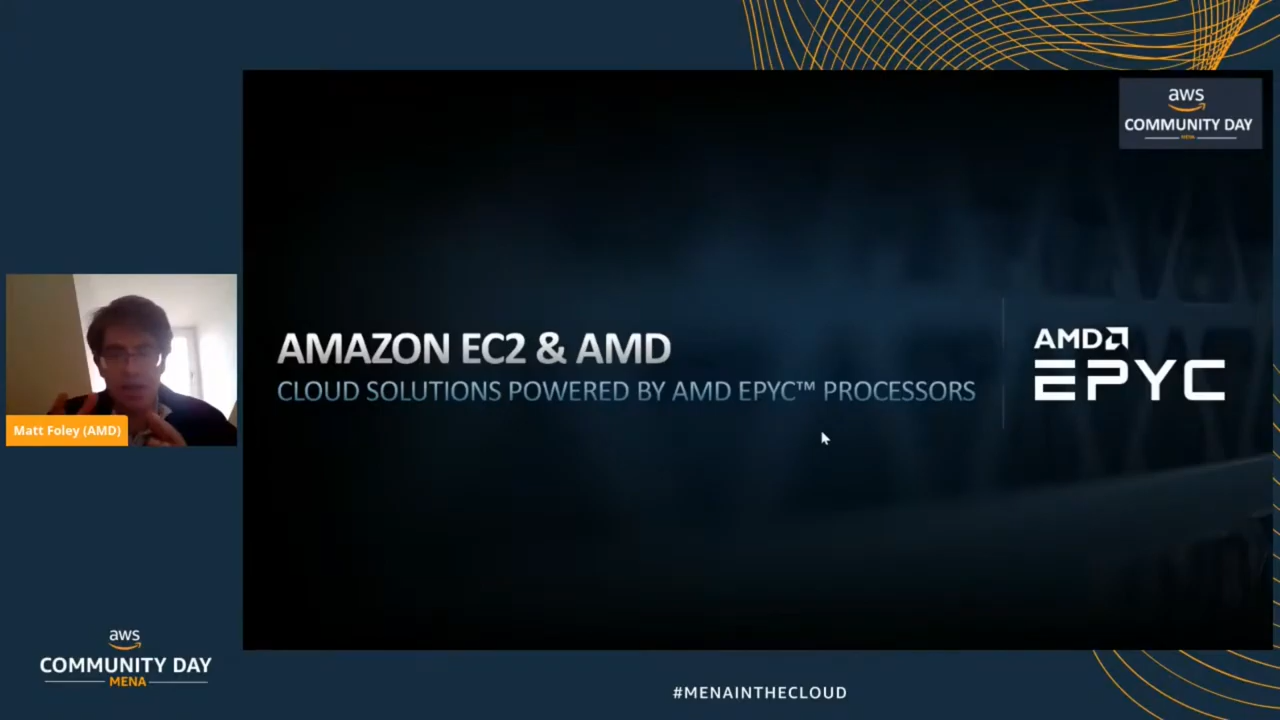 aws
COMMUNITY DAY
MENA
AMAZON EC2 & AMD
CLOUD SOLUTIONS POWERED BY AMD EPYC™ PROCESSORS
AMD
EPYC
Matt Foley (AMD)
aws
COMMUNITY DAY
MENA
#MENAINTHECLOUD